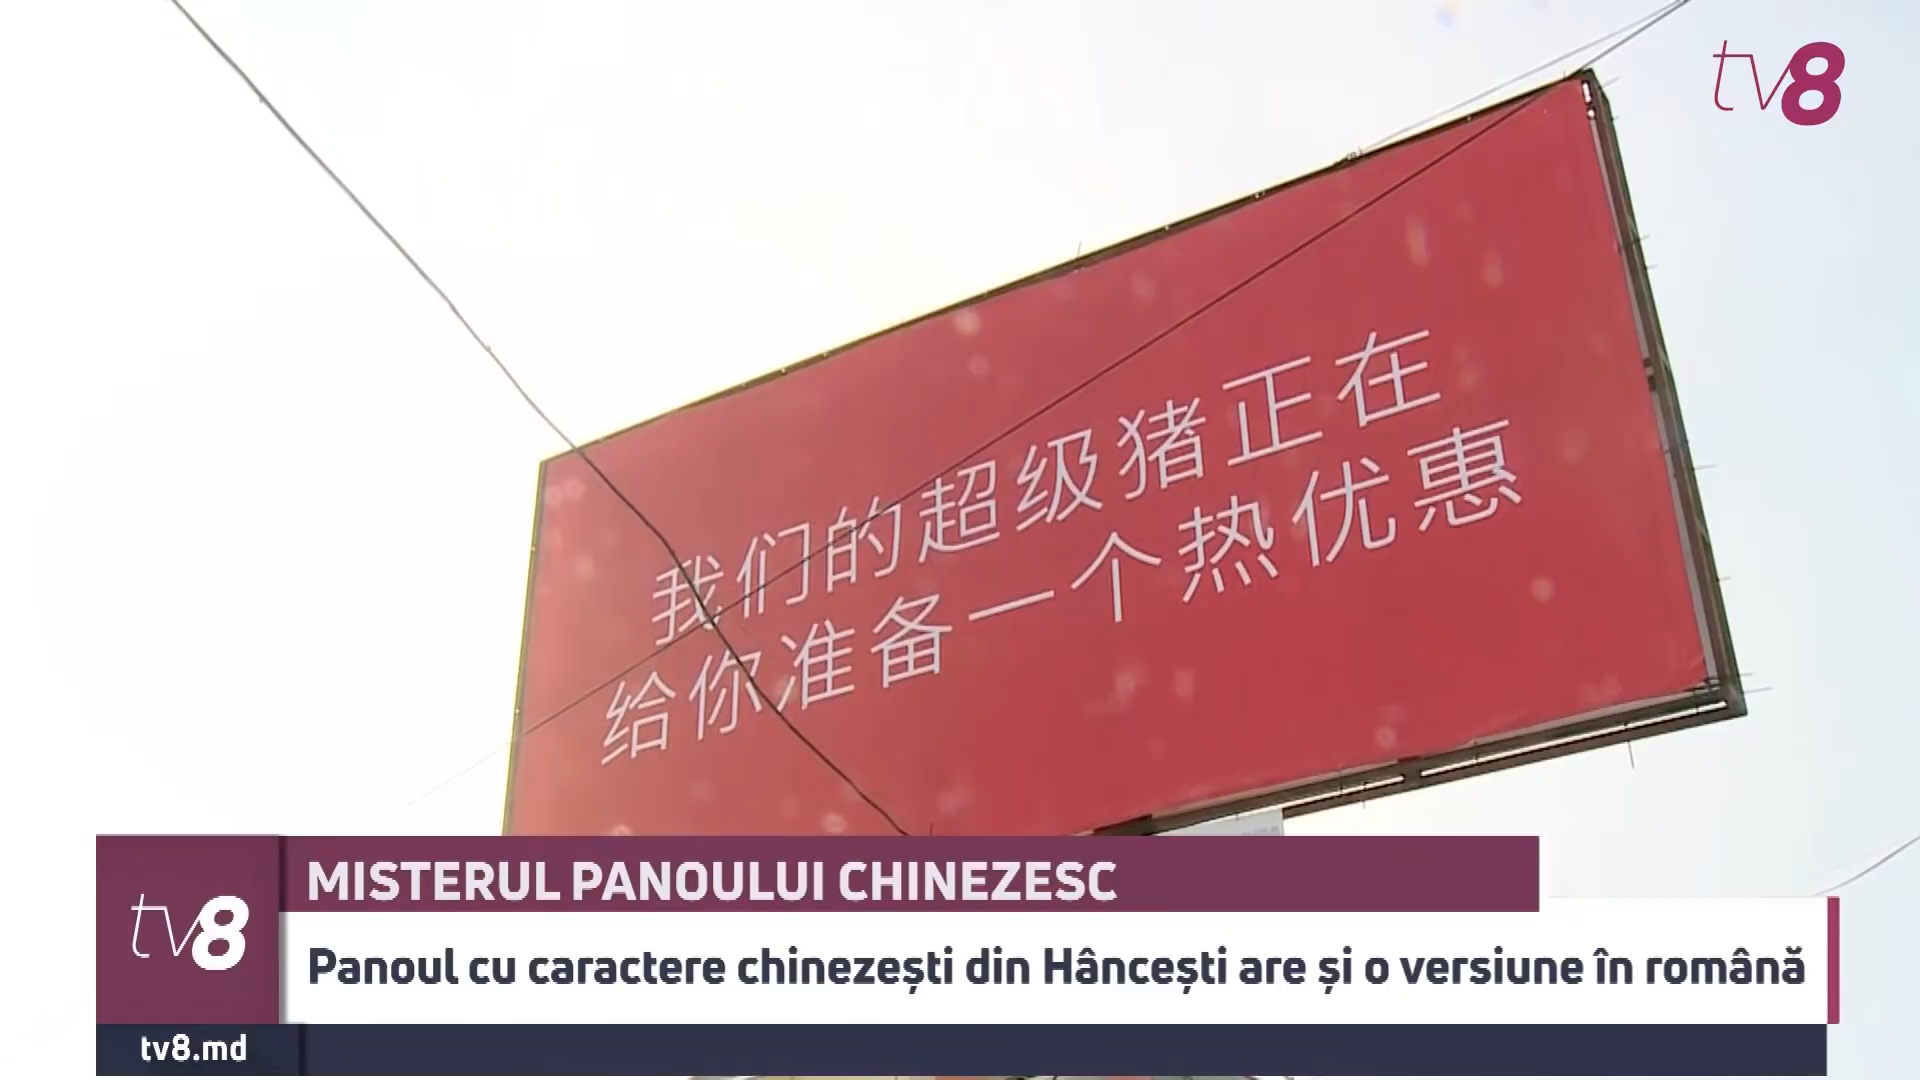 tv8
我们的超级猪正在
给你准备一个热优惠
MISTERUL PANOULUI CHINEZESC
tv8
Panoul cu caractere chinezești din Hâncești are și o versiune în română
tv8.md